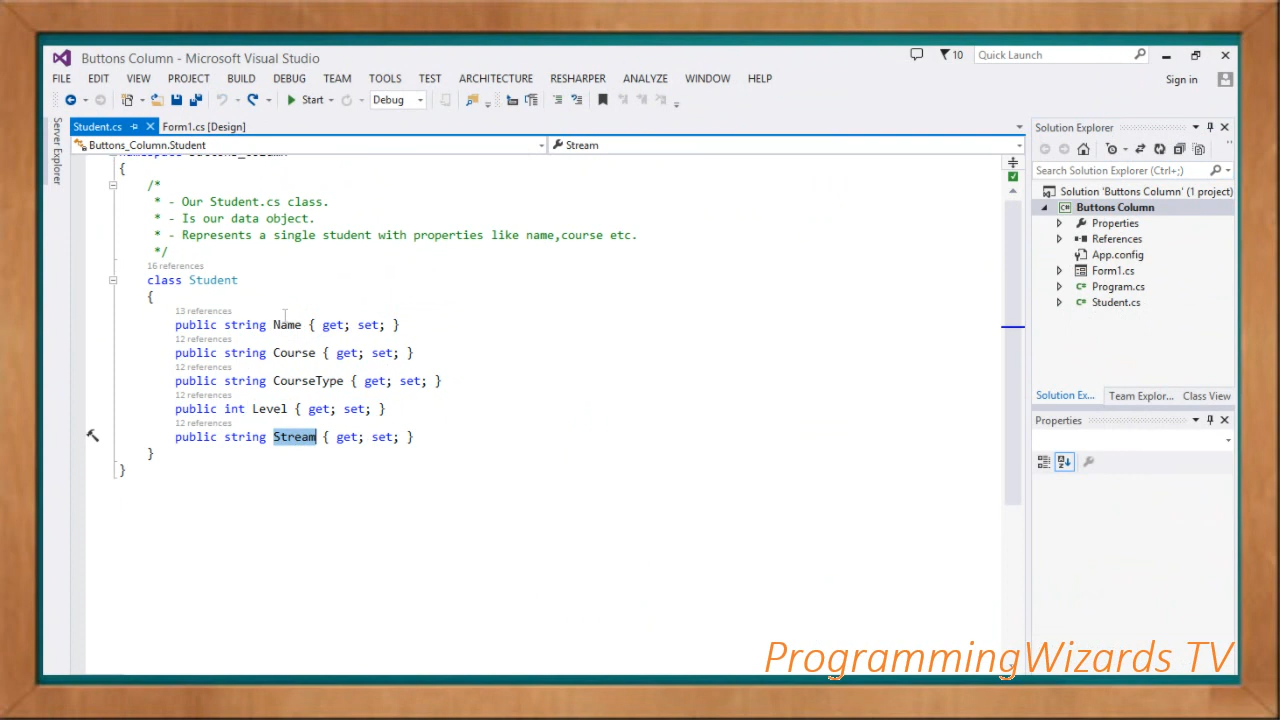 Buttons Column - Microsoft Visual Studio
10
Quick Launch
FILE EDIT VIEW PROJECT BUILD DEBUG TEAM TOOLS TEST ARCHITECTURE RESHARPER ANALYZE WINDOW HELP
Sign in
Start
Debug
Server Explorer
Student.cs
Form1.cs [Design]
Buttons_Column.Student
Stream
namespace Buttons_Column
{
/*
* - Our Student.cs class.
* - Is our data object.
* - Represents a single student with properties like name,course etc.
*/
16 references
class Student
{
13 references
public string Name { get; set; }
12 references
public string Course { get; set; }
12 references
public string CourseType { get; set; }
12 references
public int Level { get; set; }
12 references
public string Stream { get; set; }
}
}
Solution Explorer
Search Solution Explorer (Ctrl+;)
Solution 'Buttons Column' (1 project)
C# Buttons Column
Properties
References
App.config
Form1.cs
C# Program.cs
C# Student.cs
Solution Ex... Team Explor... Class View
Properties
ProgrammingWizards TV